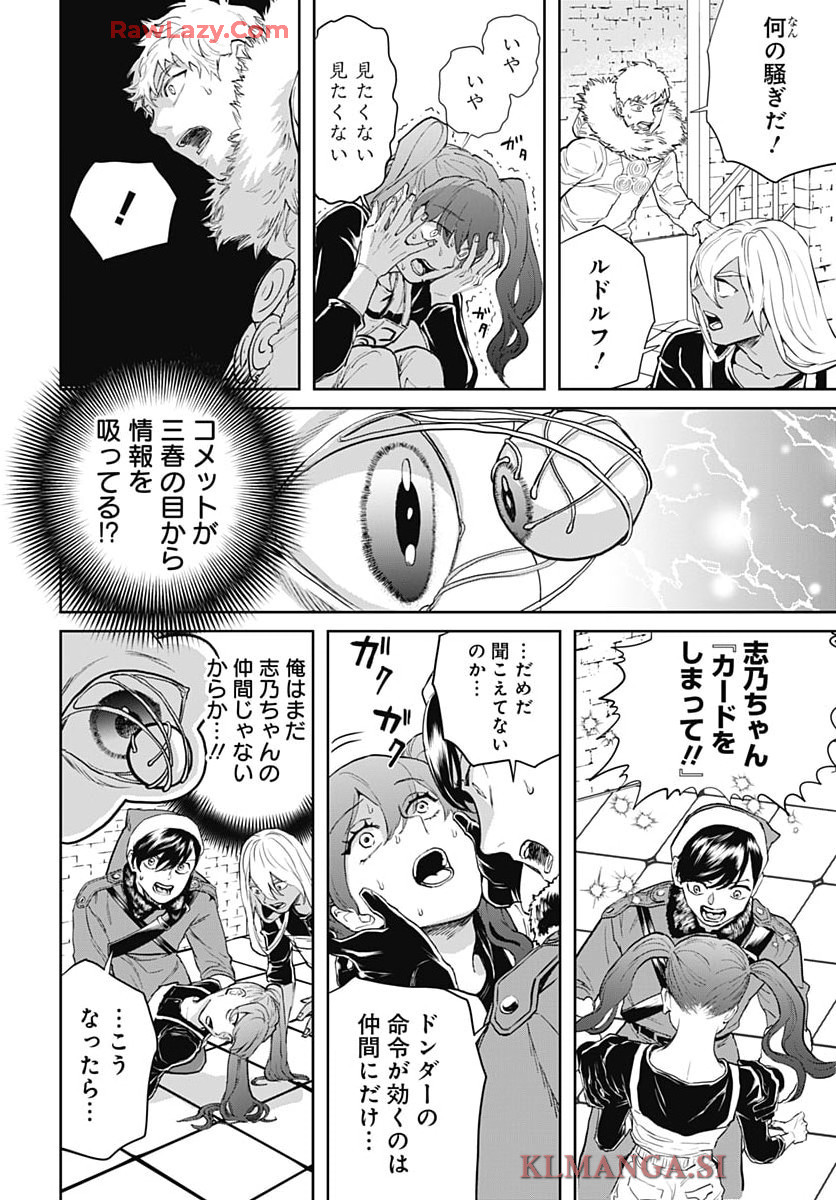 RawLazy.Com
何の騒ぎだ!
なん
ルドルフ!
いや
いや
見たくない
見たくない
ガタ
ガタ
!
コメットが
三春の目から
情報を
吸ってる!?
志乃ちゃん
『カードを
しまって!!』
…だめだ
聞こえてない
のか…
ガク
ガク
ドンダーの
命令が効くのは
仲間にだけ…
俺はまだ
志乃ちゃんの
仲間じゃない
からか…!!
…こう
なったら…
KLMANGA.SI